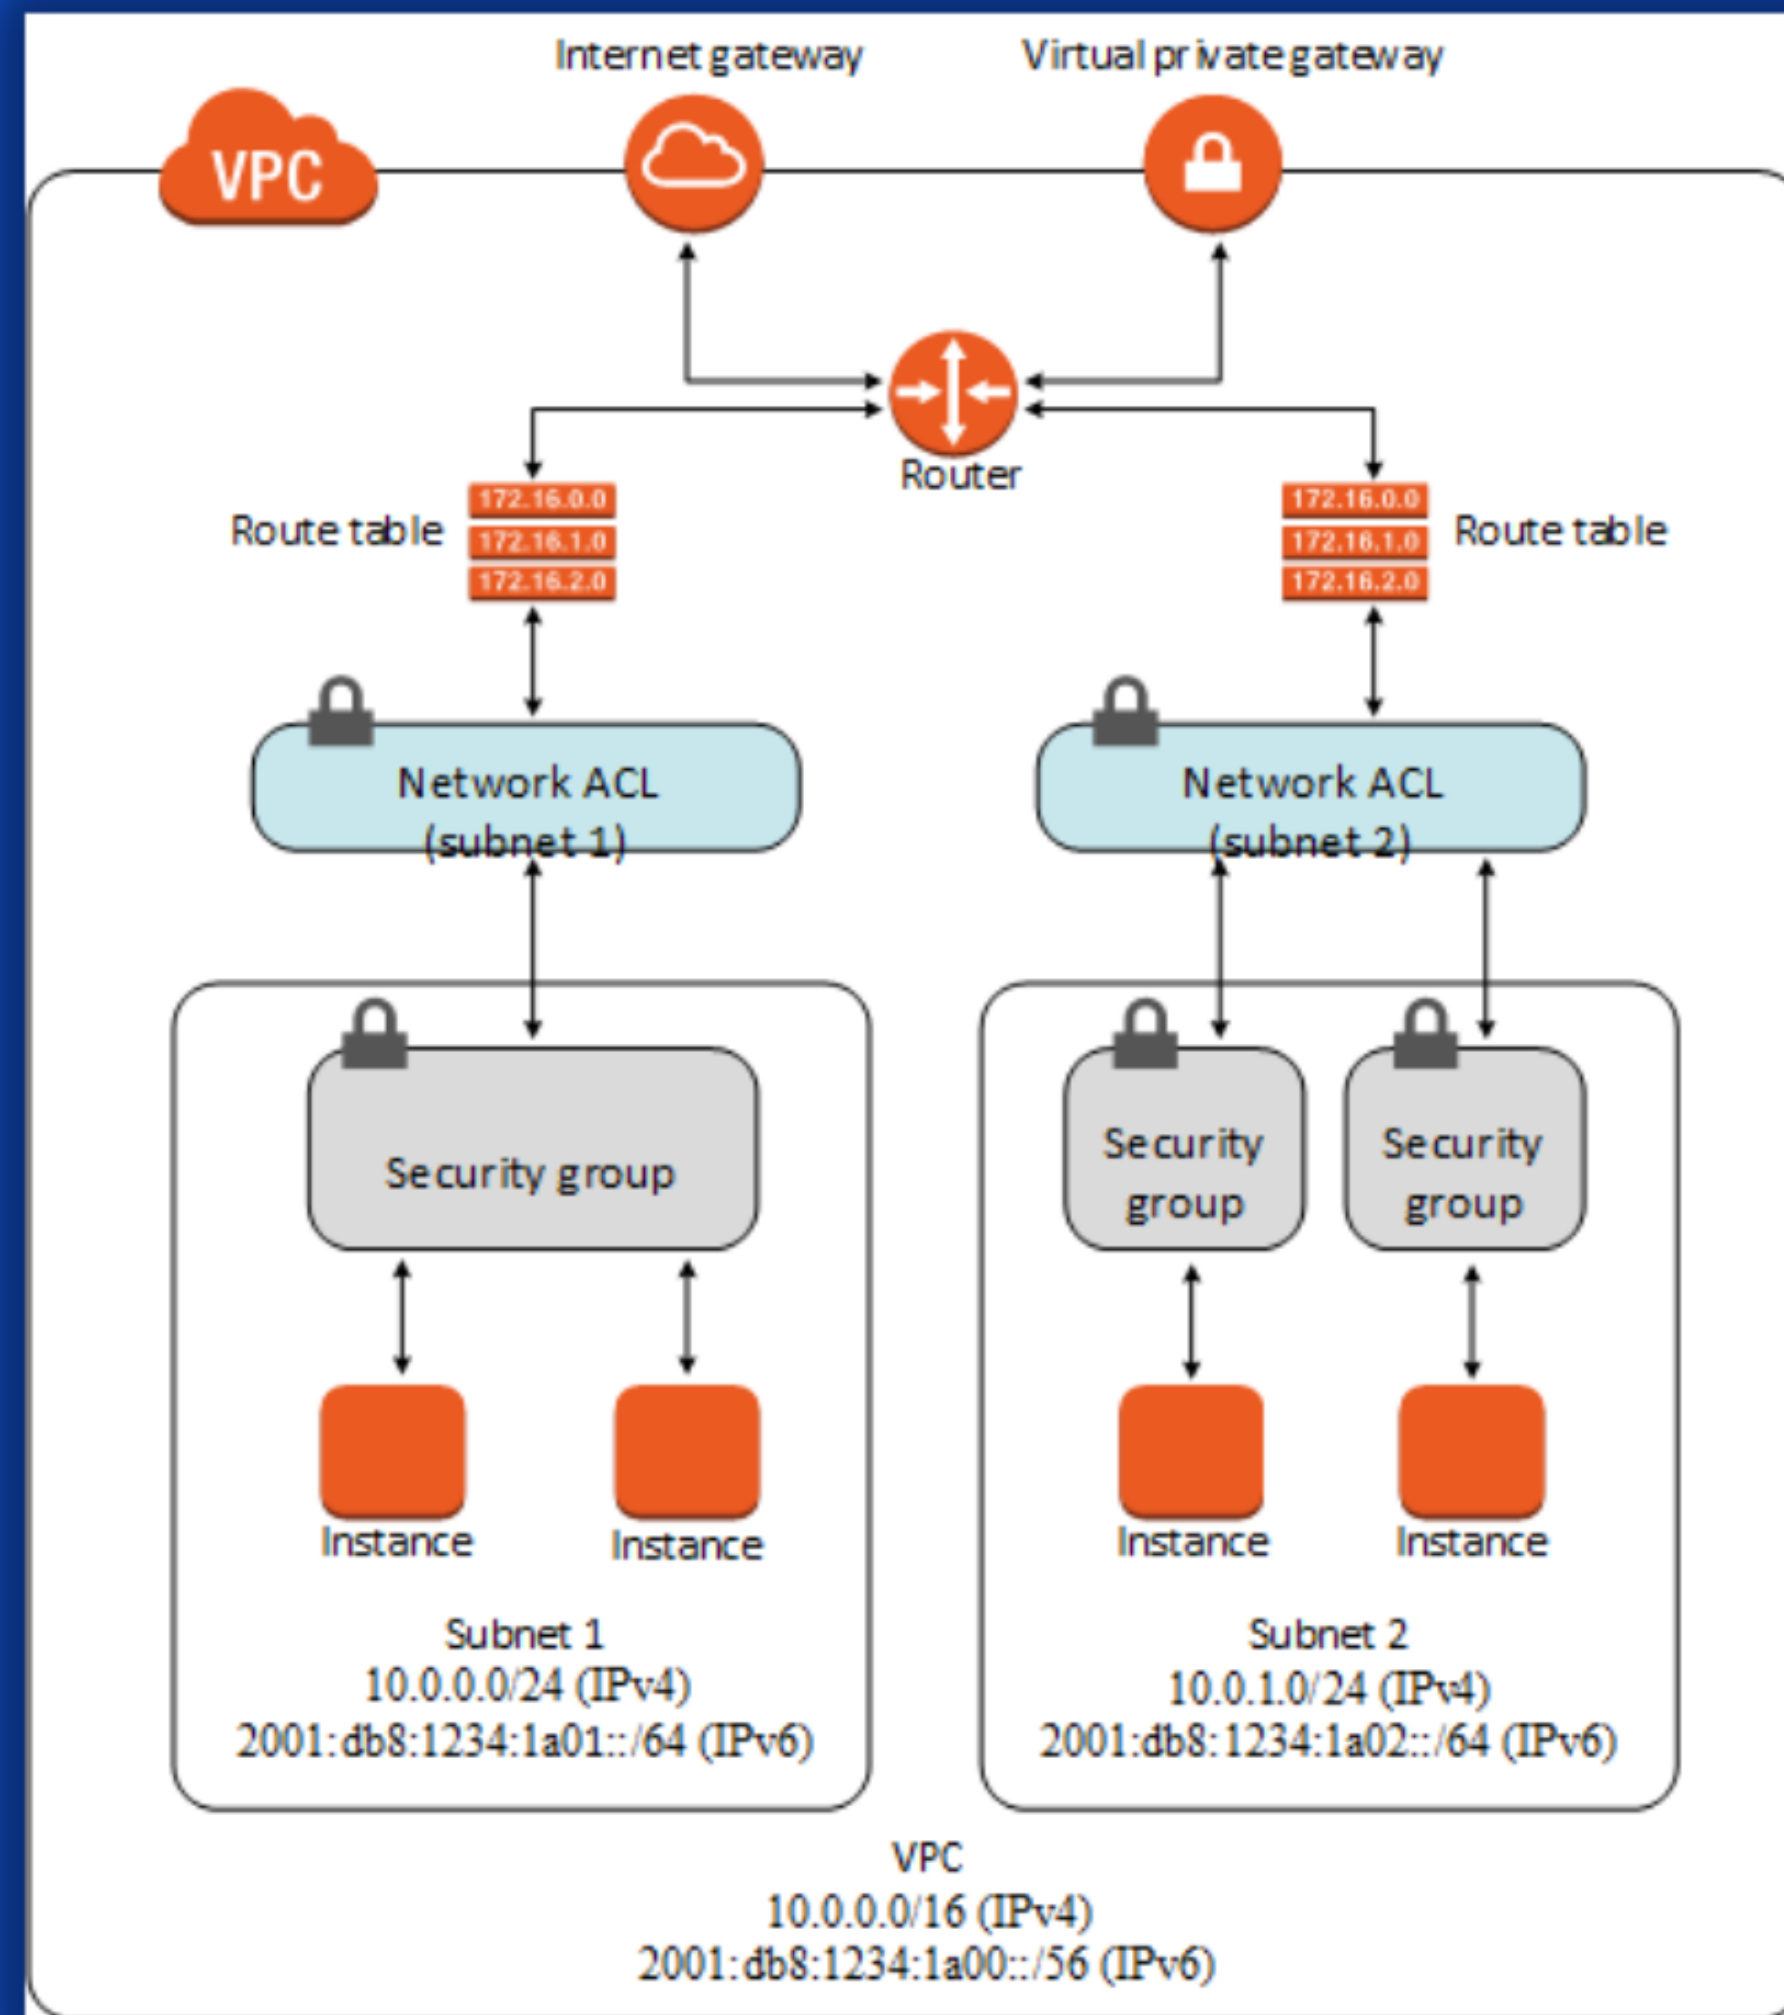 Internet gateway
Virtual private gateway
VPC
Router
Route table
172.16.0.0
172.16.1.0
172.16.2.0
172.16.0.0
172.16.1.0
172.16.2.0
Route table
Network ACL
(subnet 1)
Network ACL
(subnet 2)
Security group
Security
group
Security
group
Instance
Instance
Instance
Instance
Subnet 1
10.0.0.0/24 (IPv4)
2001:db8:1234:1a01::/64 (IPv6)
Subnet 2
10.0.1.0/24 (IPv4)
2001:db8:1234:1a02::/64 (IPv6)
VPC
10.0.0.0/16 (IPv4)
2001:db8:1234:1a00::/56 (IPv6)